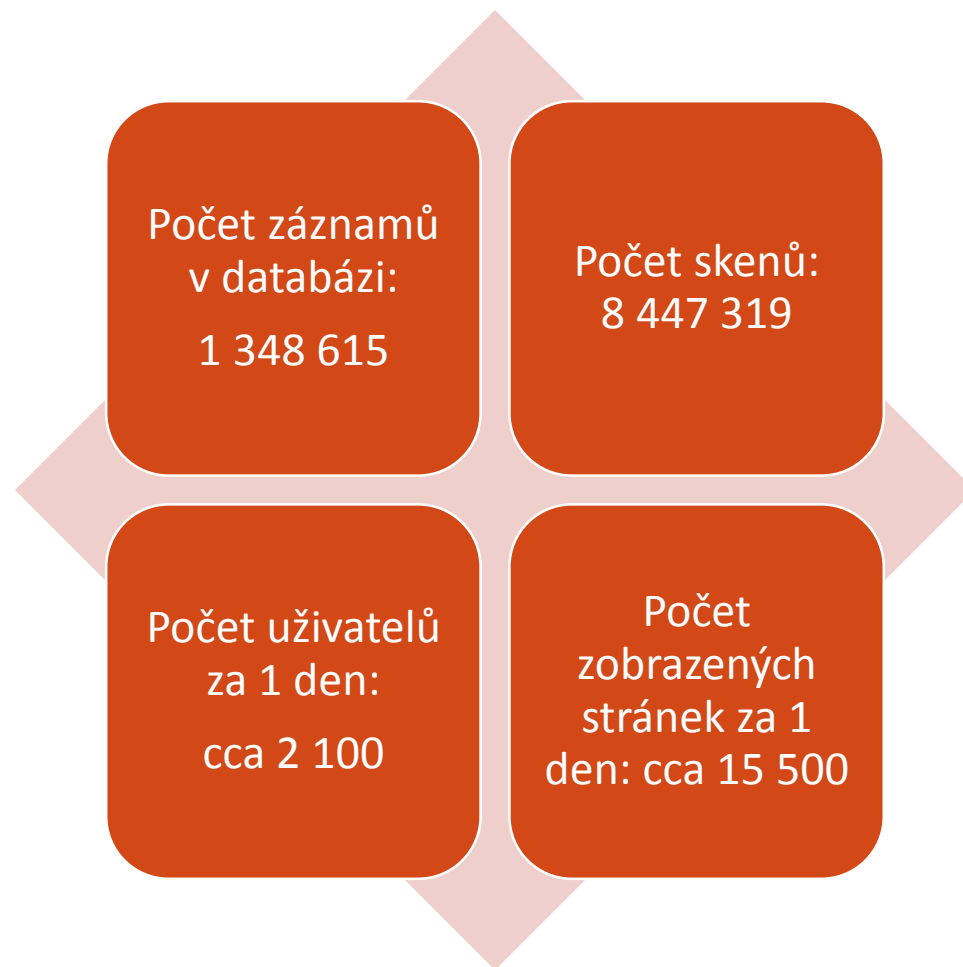 Počet záznamů
v databázi:
1 348 615
Počet skenů:
8 447 319
Počet uživatelů
za 1 den:
cca 2 100
Počet
zobrazených
stránek za 1
den: cca 15 500